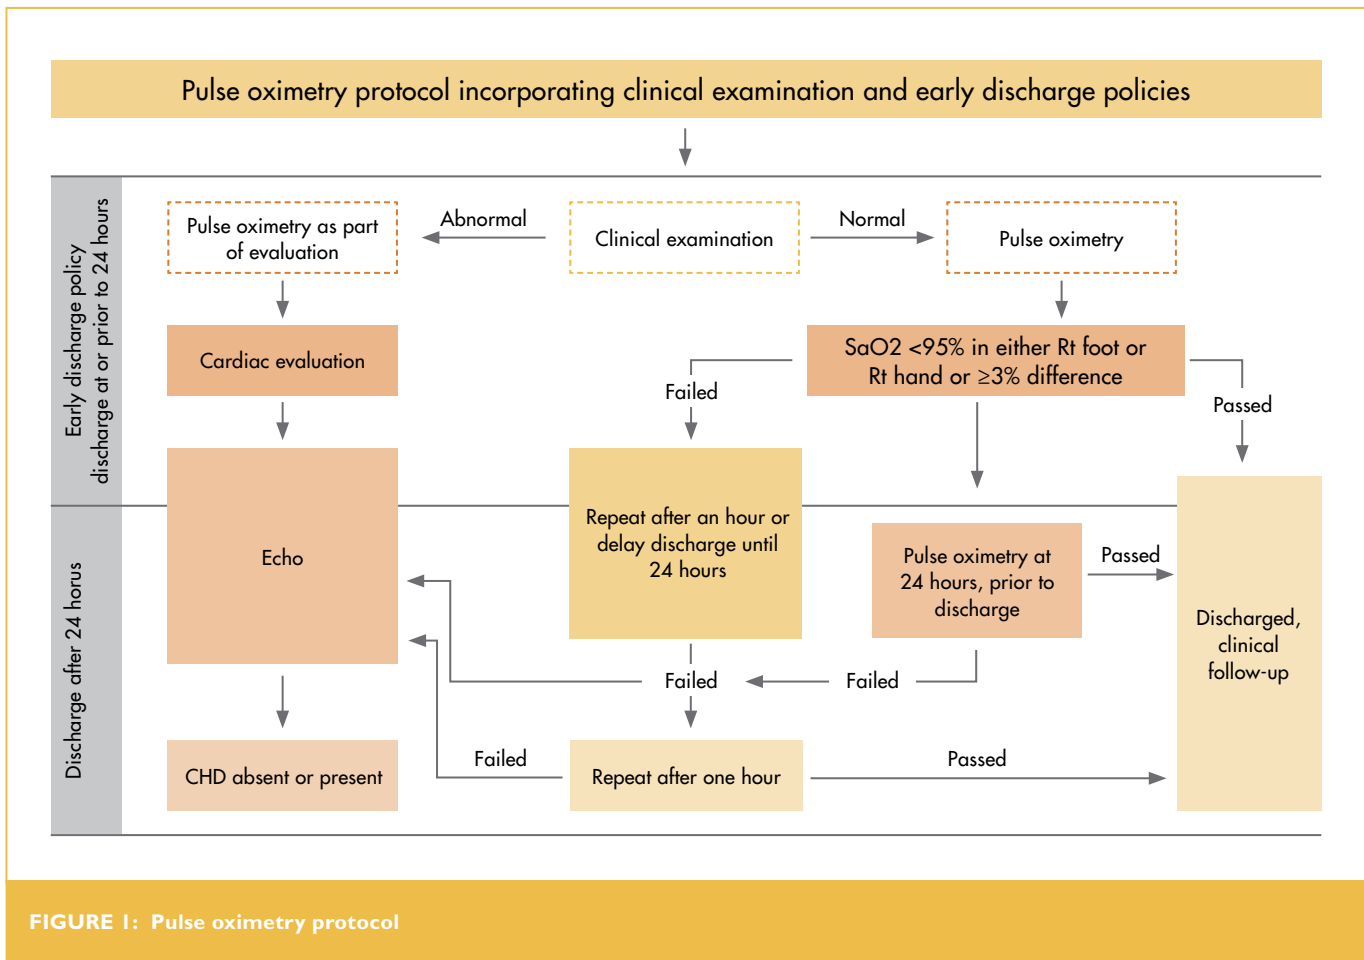 Pulse oximetry protocol incorporating clinical examination and early discharge policies
Early discharge policy
discharge at or prior to 24 hours
Pulse oximetry as part
of evaluation
Abnormal
Clinical examination
Normal
Pulse oximetry
Cardiac evaluation
SaO2 <95% in either Rt foot or
Rt hand or ≥3% difference
Failed
Passed
Discharge after 24 horus
Echo
Repeat after an hour or
delay discharge until
24 hours
Pulse oximetry at
24 hours, prior to
discharge
Passed
Discharged,
clinical
follow-up
Failed
Failed
CHD absent or present
Failed
Repeat after one hour
Passed
FIGURE 1: Pulse oximetry protocol